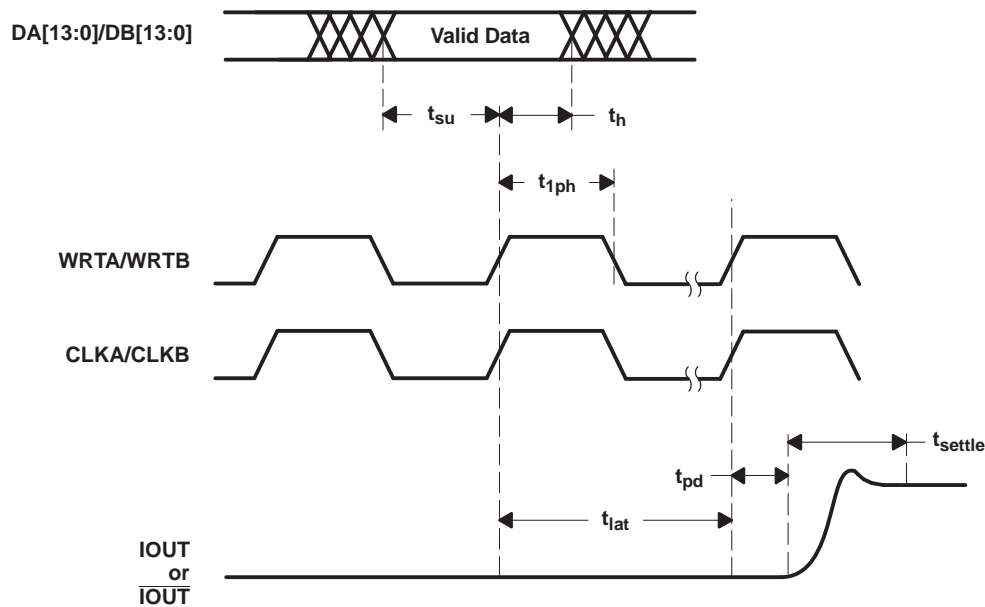 DA[13:0]/DB[13:0]
Valid Data
tsu
th
t1ph
WRTA/WRTB
CLKA/CLKB
tsettle
tpd
tlat
IOUT
or
IOUT